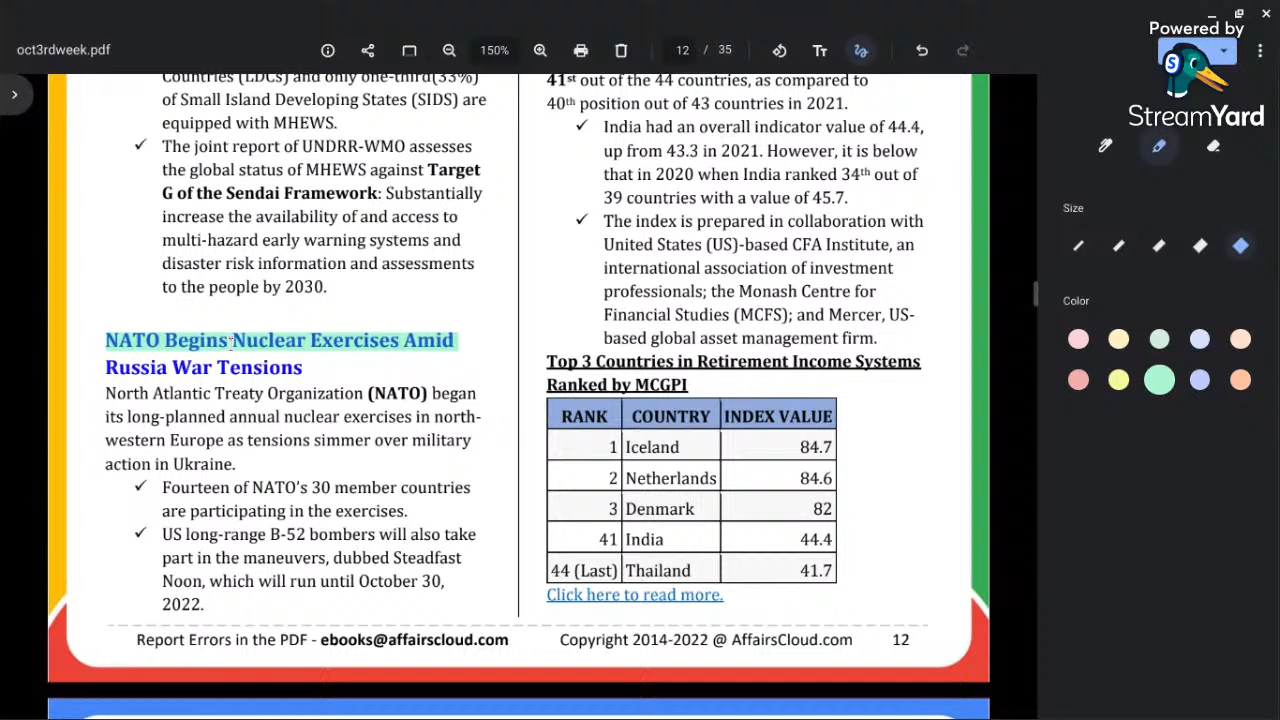 Powered by
StreamYard
oct3rdweek.pdf
150%
12 / 35
Countries (LDCs) and only one-third(33%)
of Small Island Developing States (SIDS) are
equipped with MHEWS.
✓ The joint report of UNDRR-WMO assesses
the global status of MHEWS against Target
G of the Sendai Framework: Substantially
increase the availability of and access to
multi-hazard early warning systems and
disaster risk information and assessments
to the people by 2030.
NATO Begins Nuclear Exercises Amid
Russia War Tensions
North Atlantic Treaty Organization (NATO) began
its long-planned annual nuclear exercises in north-
western Europe as tensions simmer over military
action in Ukraine.
✓ Fourteen of NATO’s 30 member countries
are participating in the exercises.
✓ US long-range B-52 bombers will also take
part in the maneuvers, dubbed Steadfast
Noon, which will run until October 30,
2022.
41st out of the 44 countries, as compared to
40th position out of 43 countries in 2021.
✓ India had an overall indicator value of 44.4,
up from 43.3 in 2021. However, it is below
that in 2020 when India ranked 34th out of
39 countries with a value of 45.7.
✓ The index is prepared in collaboration with
United States (US)-based CFA Institute, an
international association of investment
professionals; the Monash Centre for
Financial Studies (MCFS); and Mercer, US-
based global asset management firm.
Top 3 Countries in Retirement Income Systems
Ranked by MCGPI
RANK COUNTRY INDEX VALUE
1 Iceland 84.7
2 Netherlands 84.6
3 Denmark 82
41 India 44.4
44 (Last) Thailand 41.7
Click here to read more.
Report Errors in the PDF - ebooks@affairscloud.com Copyright 2014-2022 @ AffairsCloud.com 12
Size
Color